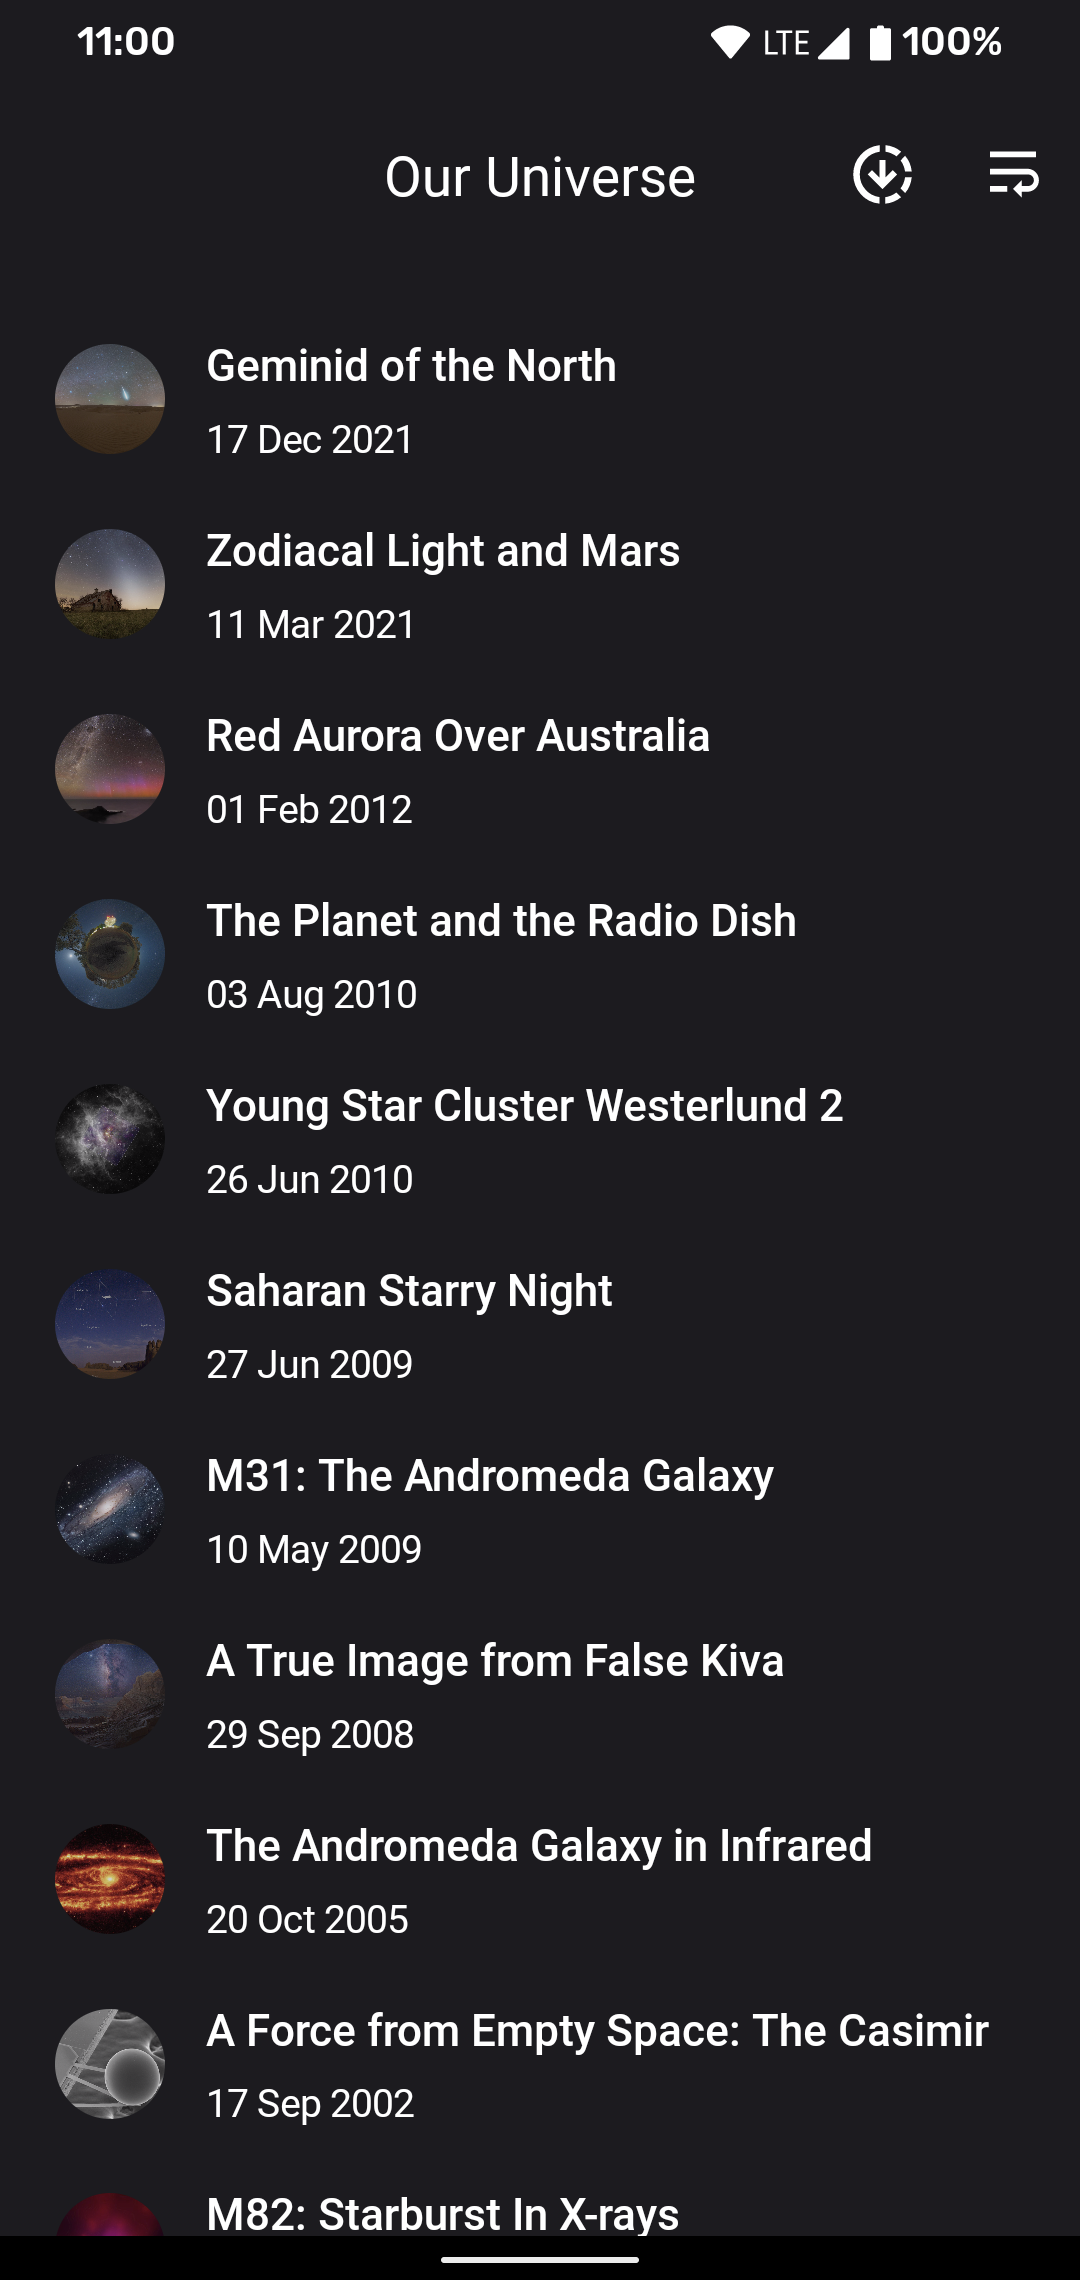 11:00
LTE
100%
Our Universe
Geminid of the North
17 Dec 2021
Zodiacal Light and Mars
11 Mar 2021
Red Aurora Over Australia
01 Feb 2012
The Planet and the Radio Dish
03 Aug 2010
Young Star Cluster Westerlund 2
26 Jun 2010
Saharan Starry Night
27 Jun 2009
M31: The Andromeda Galaxy
10 May 2009
A True Image from False Kiva
29 Sep 2008
The Andromeda Galaxy in Infrared
20 Oct 2005
A Force from Empty Space: The Casimir
17 Sep 2002
M82: Starburst In X-rays